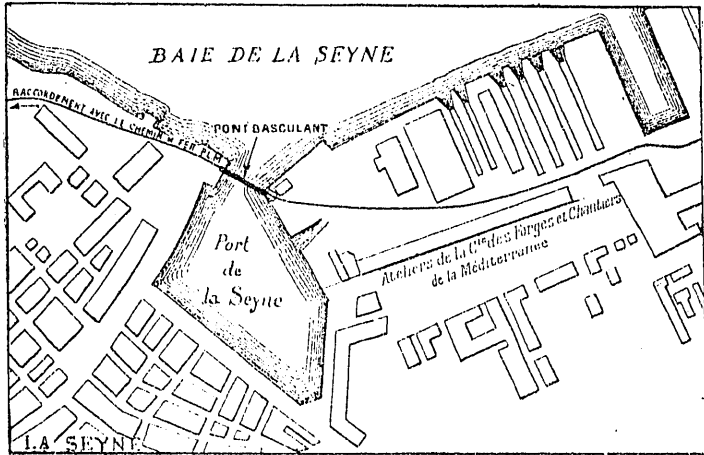 BAIE DE LA SEYNE
RACCORDEMENT AVEC LE CHEMIN DE FER PLM
PONT BASCULANT
Port
de
la Seyne
Ateliers de la Cie des Forges et Chantiers
de la Méditerranée
LA SEYNE